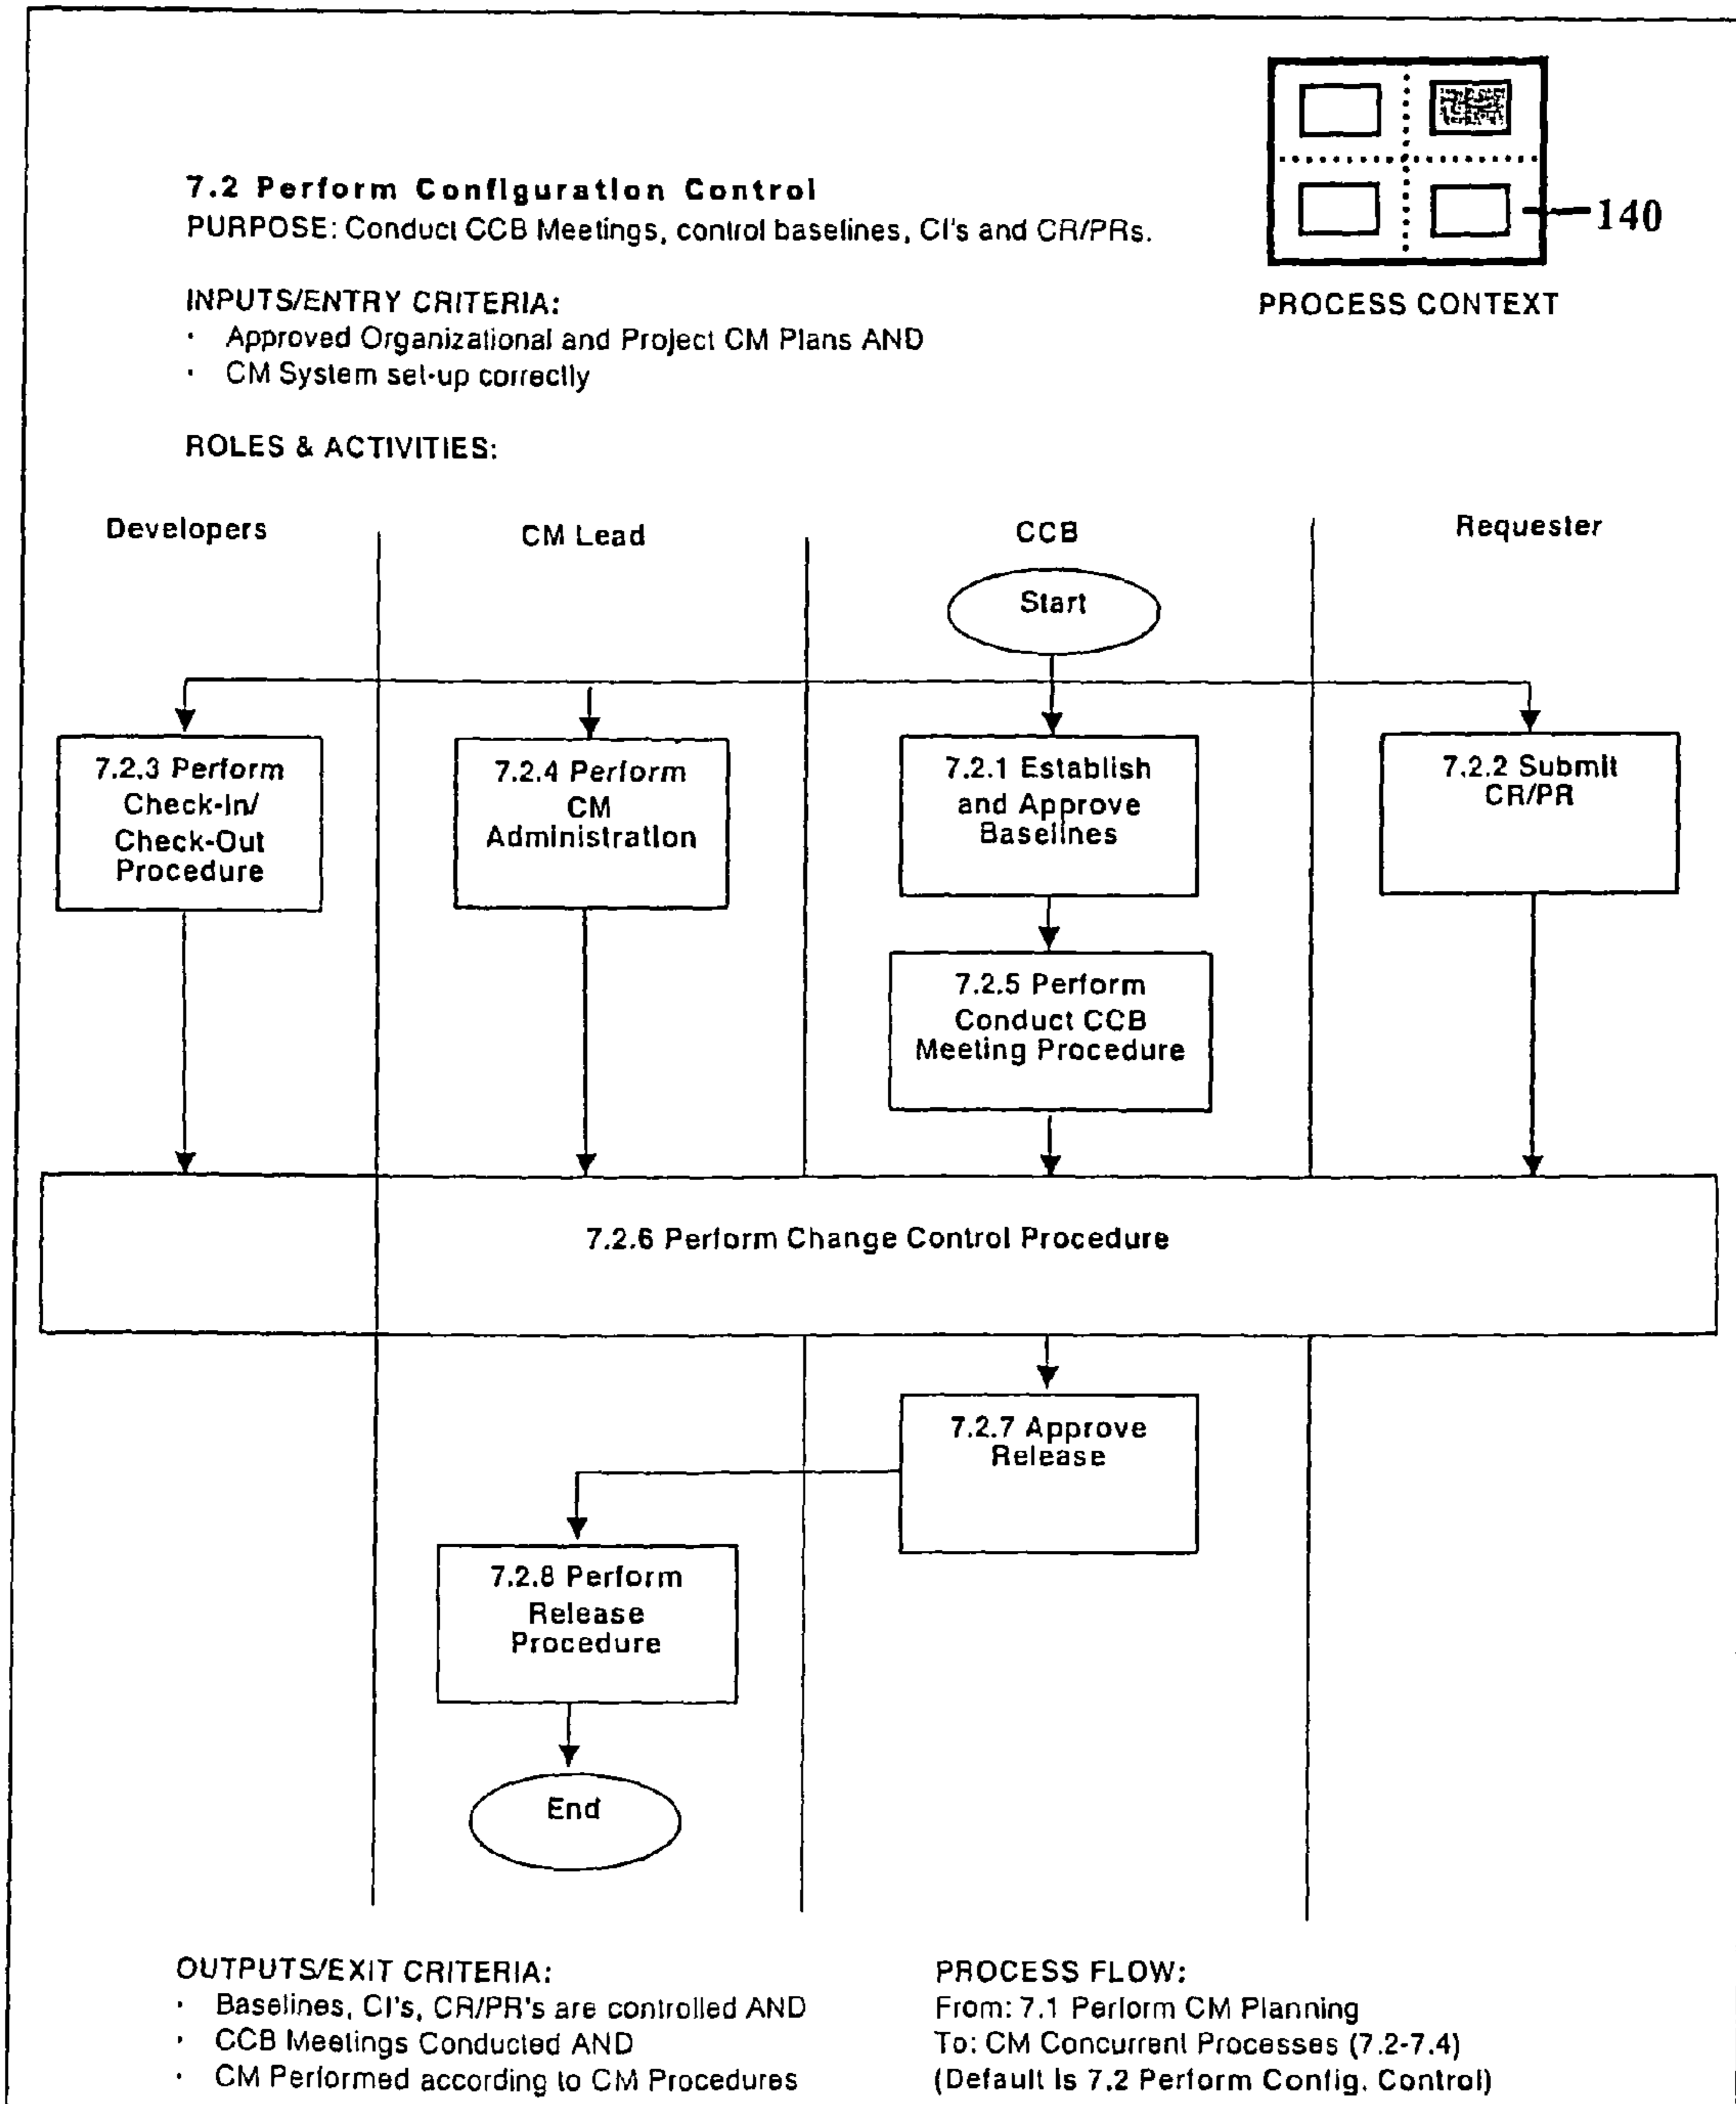 7.2 Perform Configuration Control
PURPOSE: Conduct CCB Meetings, control baselines, CI's and CR/PRs.
140
PROCESS CONTEXT
INPUTS/ENTRY CRITERIA:
· Approved Organizational and Project CM Plans AND
· CM System set-up correctly
ROLES & ACTIVITIES:
Developers
CM Lead
CCB
Requester
Start
7.2.3 Perform
Check-In/
Check-Out
Procedure
7.2.4 Perform
CM
Administration
7.2.1 Establish
and Approve
Baselines
7.2.2 Submit
CR/PR
7.2.5 Perform
Conduct CCB
Meeting Procedure
7.2.6 Perform Change Control Procedure
7.2.7 Approve
Release
7.2.8 Perform
Release
Procedure
End
OUTPUTS/EXIT CRITERIA:
· Baselines, CI's, CR/PR's are controlled AND
· CCB Meetings Conducted AND
· CM Performed according to CM Procedures
PROCESS FLOW:
From: 7.1 Perform CM Planning
To: CM Concurrent Processes (7.2-7.4)
(Default is 7.2 Perform Config. Control)